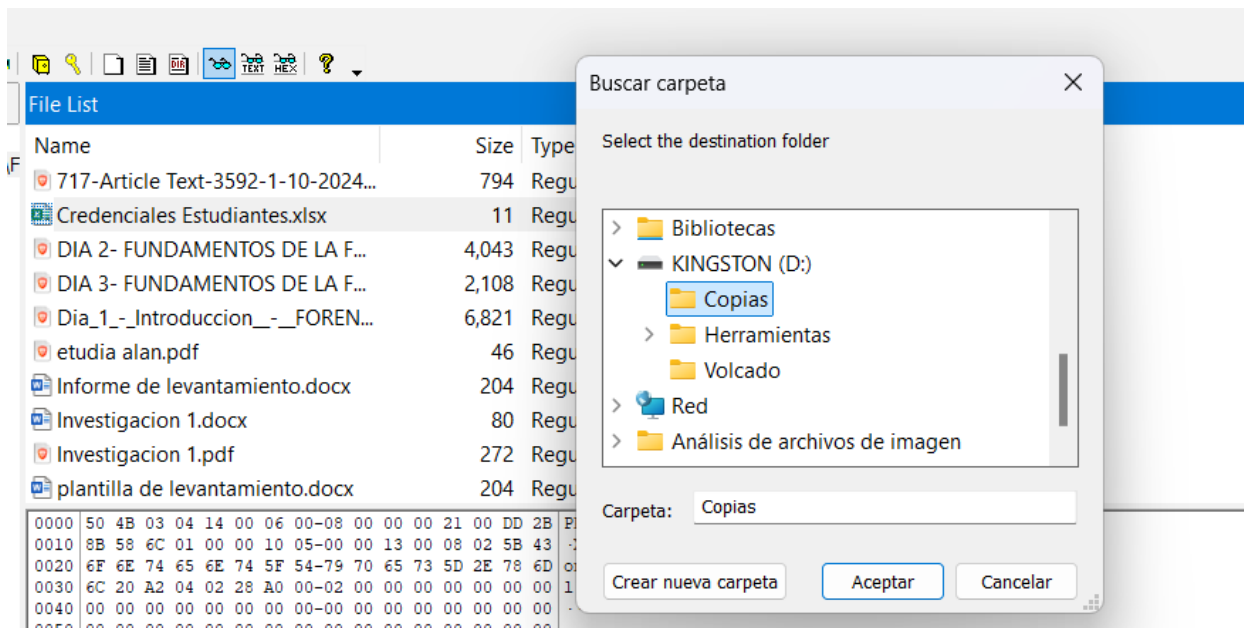 TEXT HEX
DIR
File List
Name Size Type
717-Article Text-3592-1-10-2024... 794 Regu
Credenciales Estudiantes.xlsx 11 Regu
DIA 2- FUNDAMENTOS DE LA F... 4,043 Regu
DIA 3- FUNDAMENTOS DE LA F... 2,108 Regu
Dia_1_-_Introduccion__-__FOREN... 6,821 Regu
etudia alan.pdf 46 Regu
Informe de levantamiento.docx 204 Regu
Investigacion 1.docx 80 Regu
Investigacion 1.pdf 272 Regu
plantilla de levantamiento.docx 204 Regu
0000 50 4B 03 04 14 00 06 00-08 00 00 00 21 00 DD 2B
0010 8B 58 6C 01 00 00 10 05-00 00 13 00 08 02 5B 43
0020 6F 6E 74 65 6E 74 5F 54-79 70 65 73 5D 2E 78 6D
0030 6C 20 A2 04 02 28 A0 00-02 00 00 00 00 00 00 00
0040 00 00 00 00 00 00 00 00-00 00 00 00 00 00 00 00
Buscar carpeta
Select the destination folder
Bibliotecas
KINGSTON (D:)
Copias
Herramientas
Volcado
Red
Análisis de archivos de imagen
Carpeta: Copias
Crear nueva carpeta Aceptar Cancelar